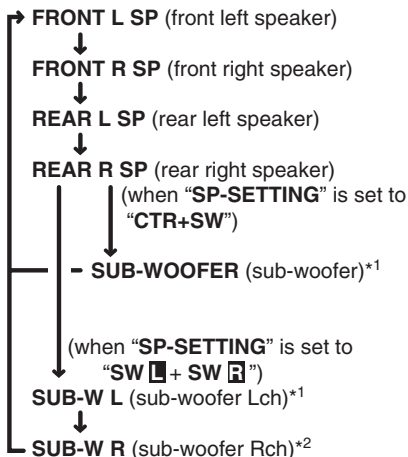 FRONT L SP (front left speaker)
FRONT R SP (front right speaker)
REAR L SP (rear left speaker)
REAR R SP (rear right speaker)
(when “SP-SETTING” is set to
“CTR+SW”)
SUB-WOOFER (sub-woofer)*1
(when “SP-SETTING” is set to
“SW L + SW R ”)
SUB-W L (sub-woofer Lch)*1
SUB-W R (sub-woofer Rch)*2